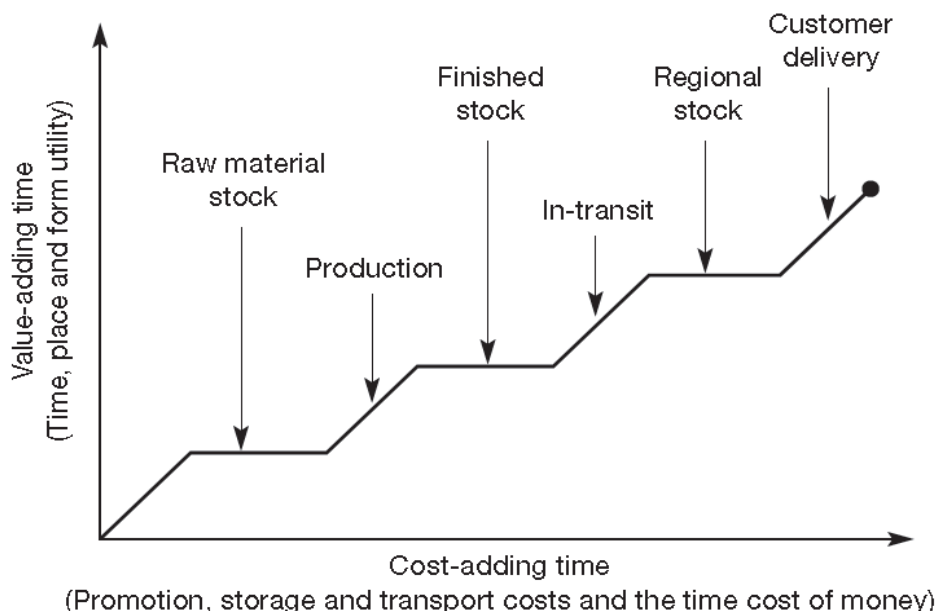 Customer
delivery
Finished
stock
Regional
stock
Raw material
stock
In-transit
Production
Value-adding time
(Time, place and form utility)
Cost-adding time
(Promotion, storage and transport costs and the time cost of money)